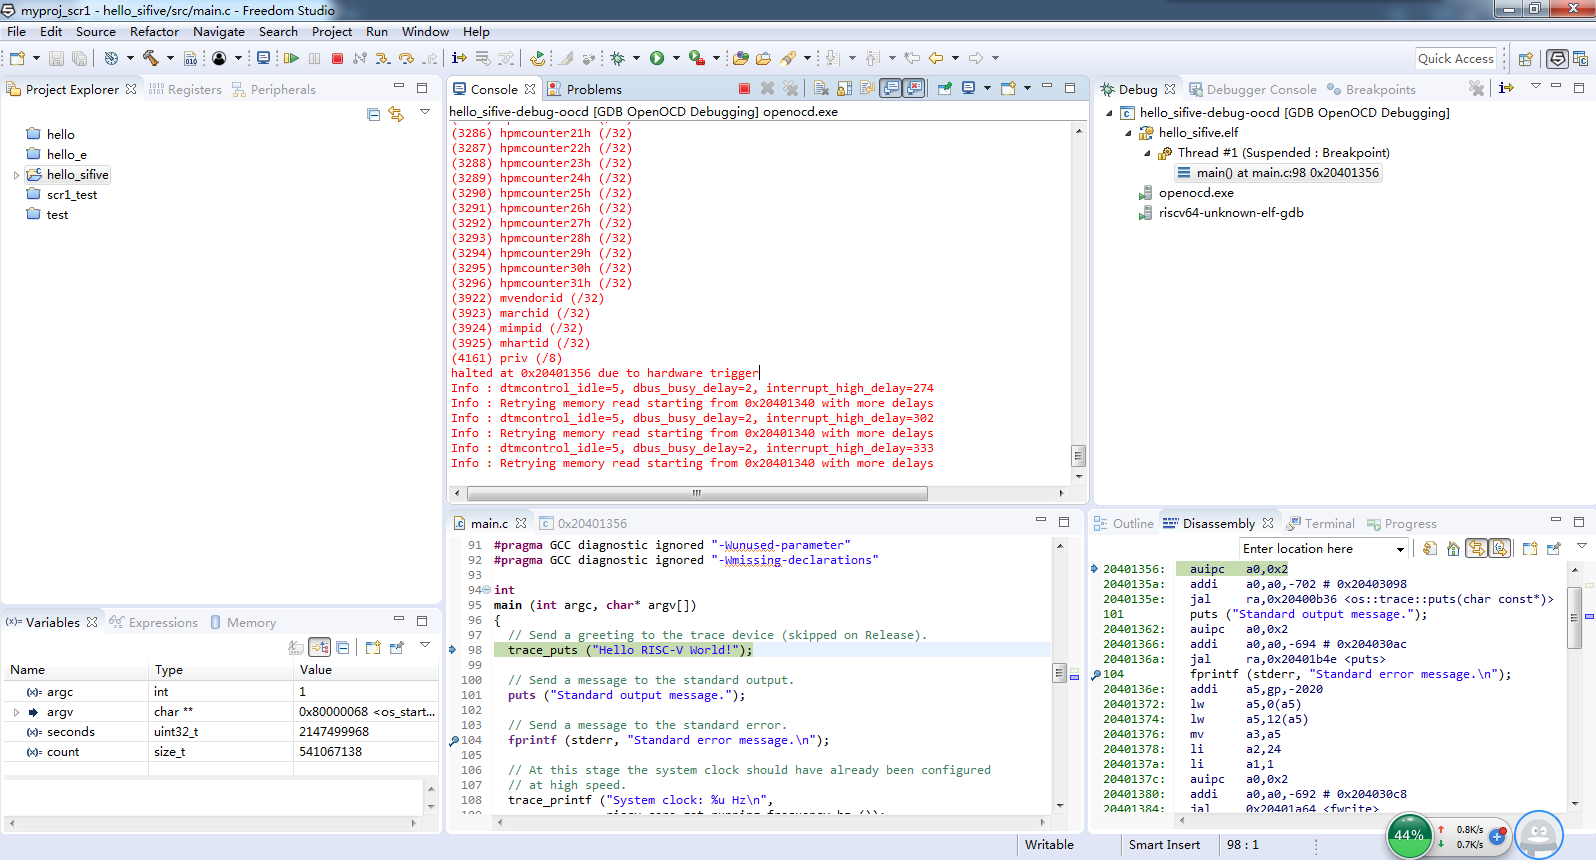 myproj_scr1 - hello_sifive/src/main.c - Freedom Studio
File Edit Source Refactor Navigate Search Project Run Window Help
Quick Access
Project Explorer Registers Peripherals
hello
hello_e
hello_sifive
scr1_test
test
Console Problems
hello_sifive-debug-oocd [GDB OpenOCD Debugging] openocd.exe
(3286) hpmcounter21h (/32)
(3287) hpmcounter22h (/32)
(3288) hpmcounter23h (/32)
(3289) hpmcounter24h (/32)
(3290) hpmcounter25h (/32)
(3291) hpmcounter26h (/32)
(3292) hpmcounter27h (/32)
(3293) hpmcounter28h (/32)
(3294) hpmcounter29h (/32)
(3295) hpmcounter30h (/32)
(3296) hpmcounter31h (/32)
(3922) mvendorid (/32)
(3923) marchid (/32)
(3924) mimpid (/32)
(3925) mhartid (/32)
(4161) priv (/8)
halted at 0x20401356 due to hardware trigger
Info : dtmcontrol_idle=5, dbus_busy_delay=2, interrupt_high_delay=274
Info : Retrying memory read starting from 0x20401340 with more delays
Info : dtmcontrol_idle=5, dbus_busy_delay=2, interrupt_high_delay=302
Info : Retrying memory read starting from 0x20401340 with more delays
Info : dtmcontrol_idle=5, dbus_busy_delay=2, interrupt_high_delay=333
Info : Retrying memory read starting from 0x20401340 with more delays
Debug Debugger Console Breakpoints
hello_sifive-debug-oocd [GDB OpenOCD Debugging]
hello_sifive.elf
Thread #1 (Suspended : Breakpoint)
main() at main.c:98 0x20401356
openocd.exe
riscv64-unknown-elf-gdb
Variables Expressions Memory
Name Type Value
argc int 1
argv char ** 0x80000068 <os_start...
seconds uint32_t 2147499968
count size_t 541067138
main.c 0x20401356
91 #pragma GCC diagnostic ignored "-Wunused-parameter"
92 #pragma GCC diagnostic ignored "-Wmissing-declarations"
93
94 int
95 main (int argc, char* argv[])
96 {
97 // Send a greeting to the trace device (skipped on Release).
98 trace_puts ("Hello RISC-V World!");
99
100 // Send a message to the standard output.
101 puts ("Standard output message.");
102
103 // Send a message to the standard error.
104 fprintf (stderr, "Standard error message.\n");
105
106 // At this stage the system clock should have already been configured
107 // at high speed.
108 trace_printf ("System clock: %u Hz\n",
Outline Disassembly Terminal Progress
Enter location here
20401356: auipc a0,0x2
2040135a: addi a0,a0,-702 # 0x20403098
2040135e: jal ra,0x20400b36 <os::trace::puts(char const*)>
101 puts ("Standard output message.");
20401362: auipc a0,0x2
20401366: addi a0,a0,-694 # 0x204030ac
2040136a: jal ra,0x20401b4e <puts>
104 fprintf (stderr, "Standard error message.\n");
2040136e: addi a5,gp,-2020
20401372: lw a5,0(a5)
20401374: lw a5,12(a5)
20401376: mv a3,a5
20401378: li a2,24
2040137a: li a1,1
2040137c: auipc a0,0x2
20401380: addi a0,a0,-692 # 0x204030c8
20401384: jal 0x20401a64 <fwrite>
Writable Smart Insert 98 : 1
44% 0.8K/s
0.7K/s